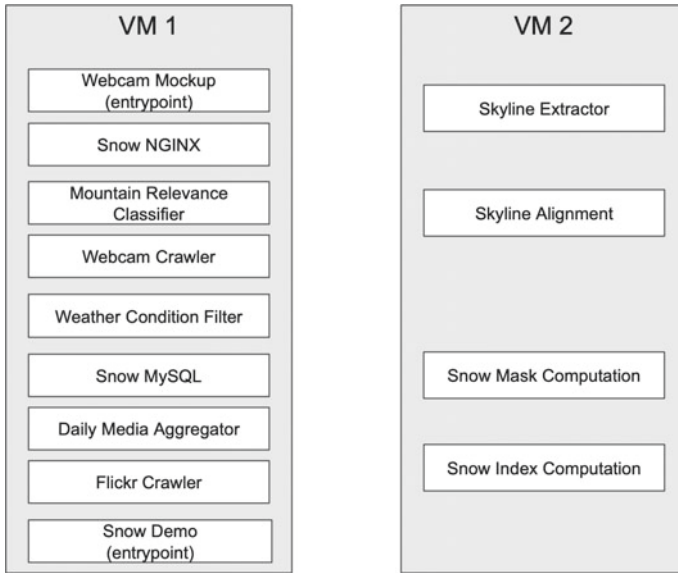 VM 1
Webcam Mockup
(entrypoint)
Snow NGINX
Mountain Relevance
Classifier
Webcam Crawler
Weather Condition Filter
Snow MySQL
Daily Media Aggregator
Flickr Crawler
Snow Demo
(entrypoint)
VM 2
Skyline Extractor
Skyline Alignment
Snow Mask Computation
Snow Index Computation